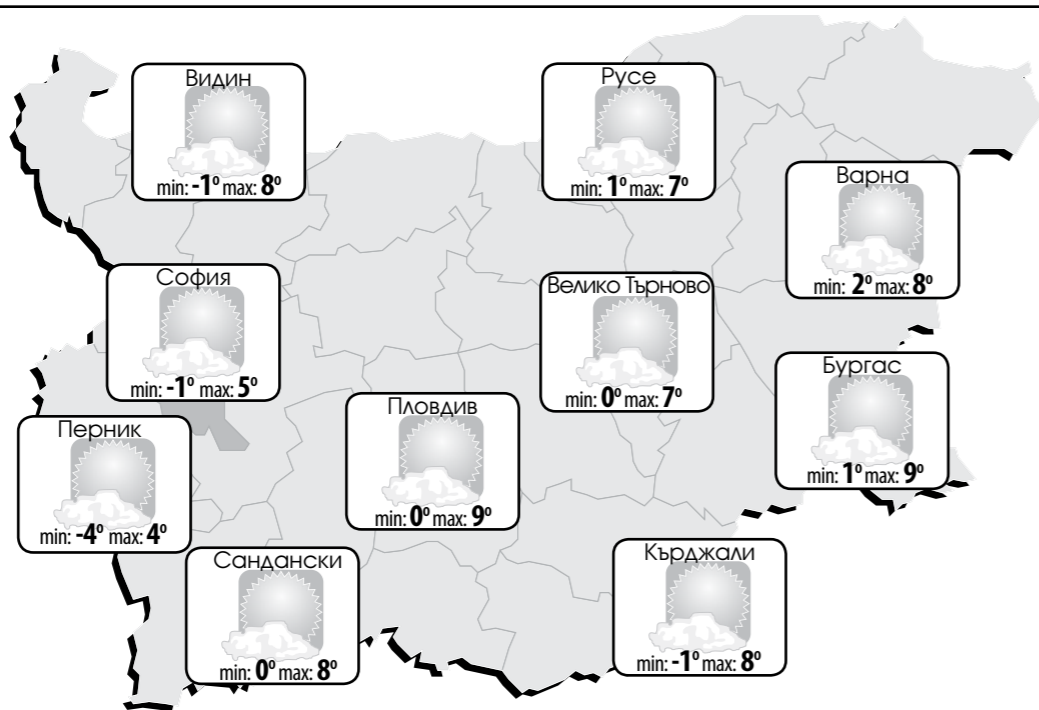 Видин
min: -1° max: 8°
Русе
min: 1° max: 7°
Варна
min: 2° max: 8°
София
min: -1° max: 5°
Велико Търново
min: 0° max: 7°
Бургас
min: 1° max: 9°
Пловдив
min: 0° max: 9°
Перник
min: -4° max: 4°
Сандански
min: 0° max: 8°
Кърджали
min: -1° max: 8°